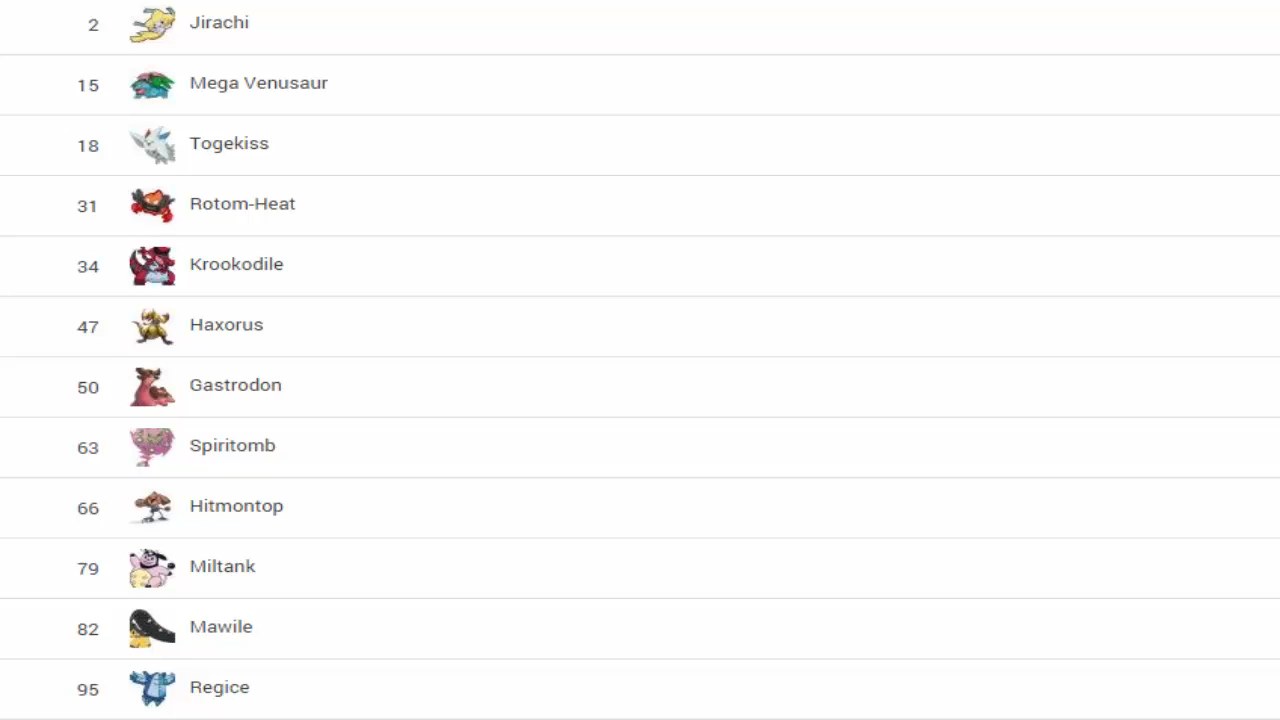 2 Jirachi
15 Mega Venusaur
18 Togekiss
31 Rotom-Heat
34 Krookodile
47 Haxorus
50 Gastrodon
63 Spiritomb
66 Hitmontop
79 Miltank
82 Mawile
95 Regice